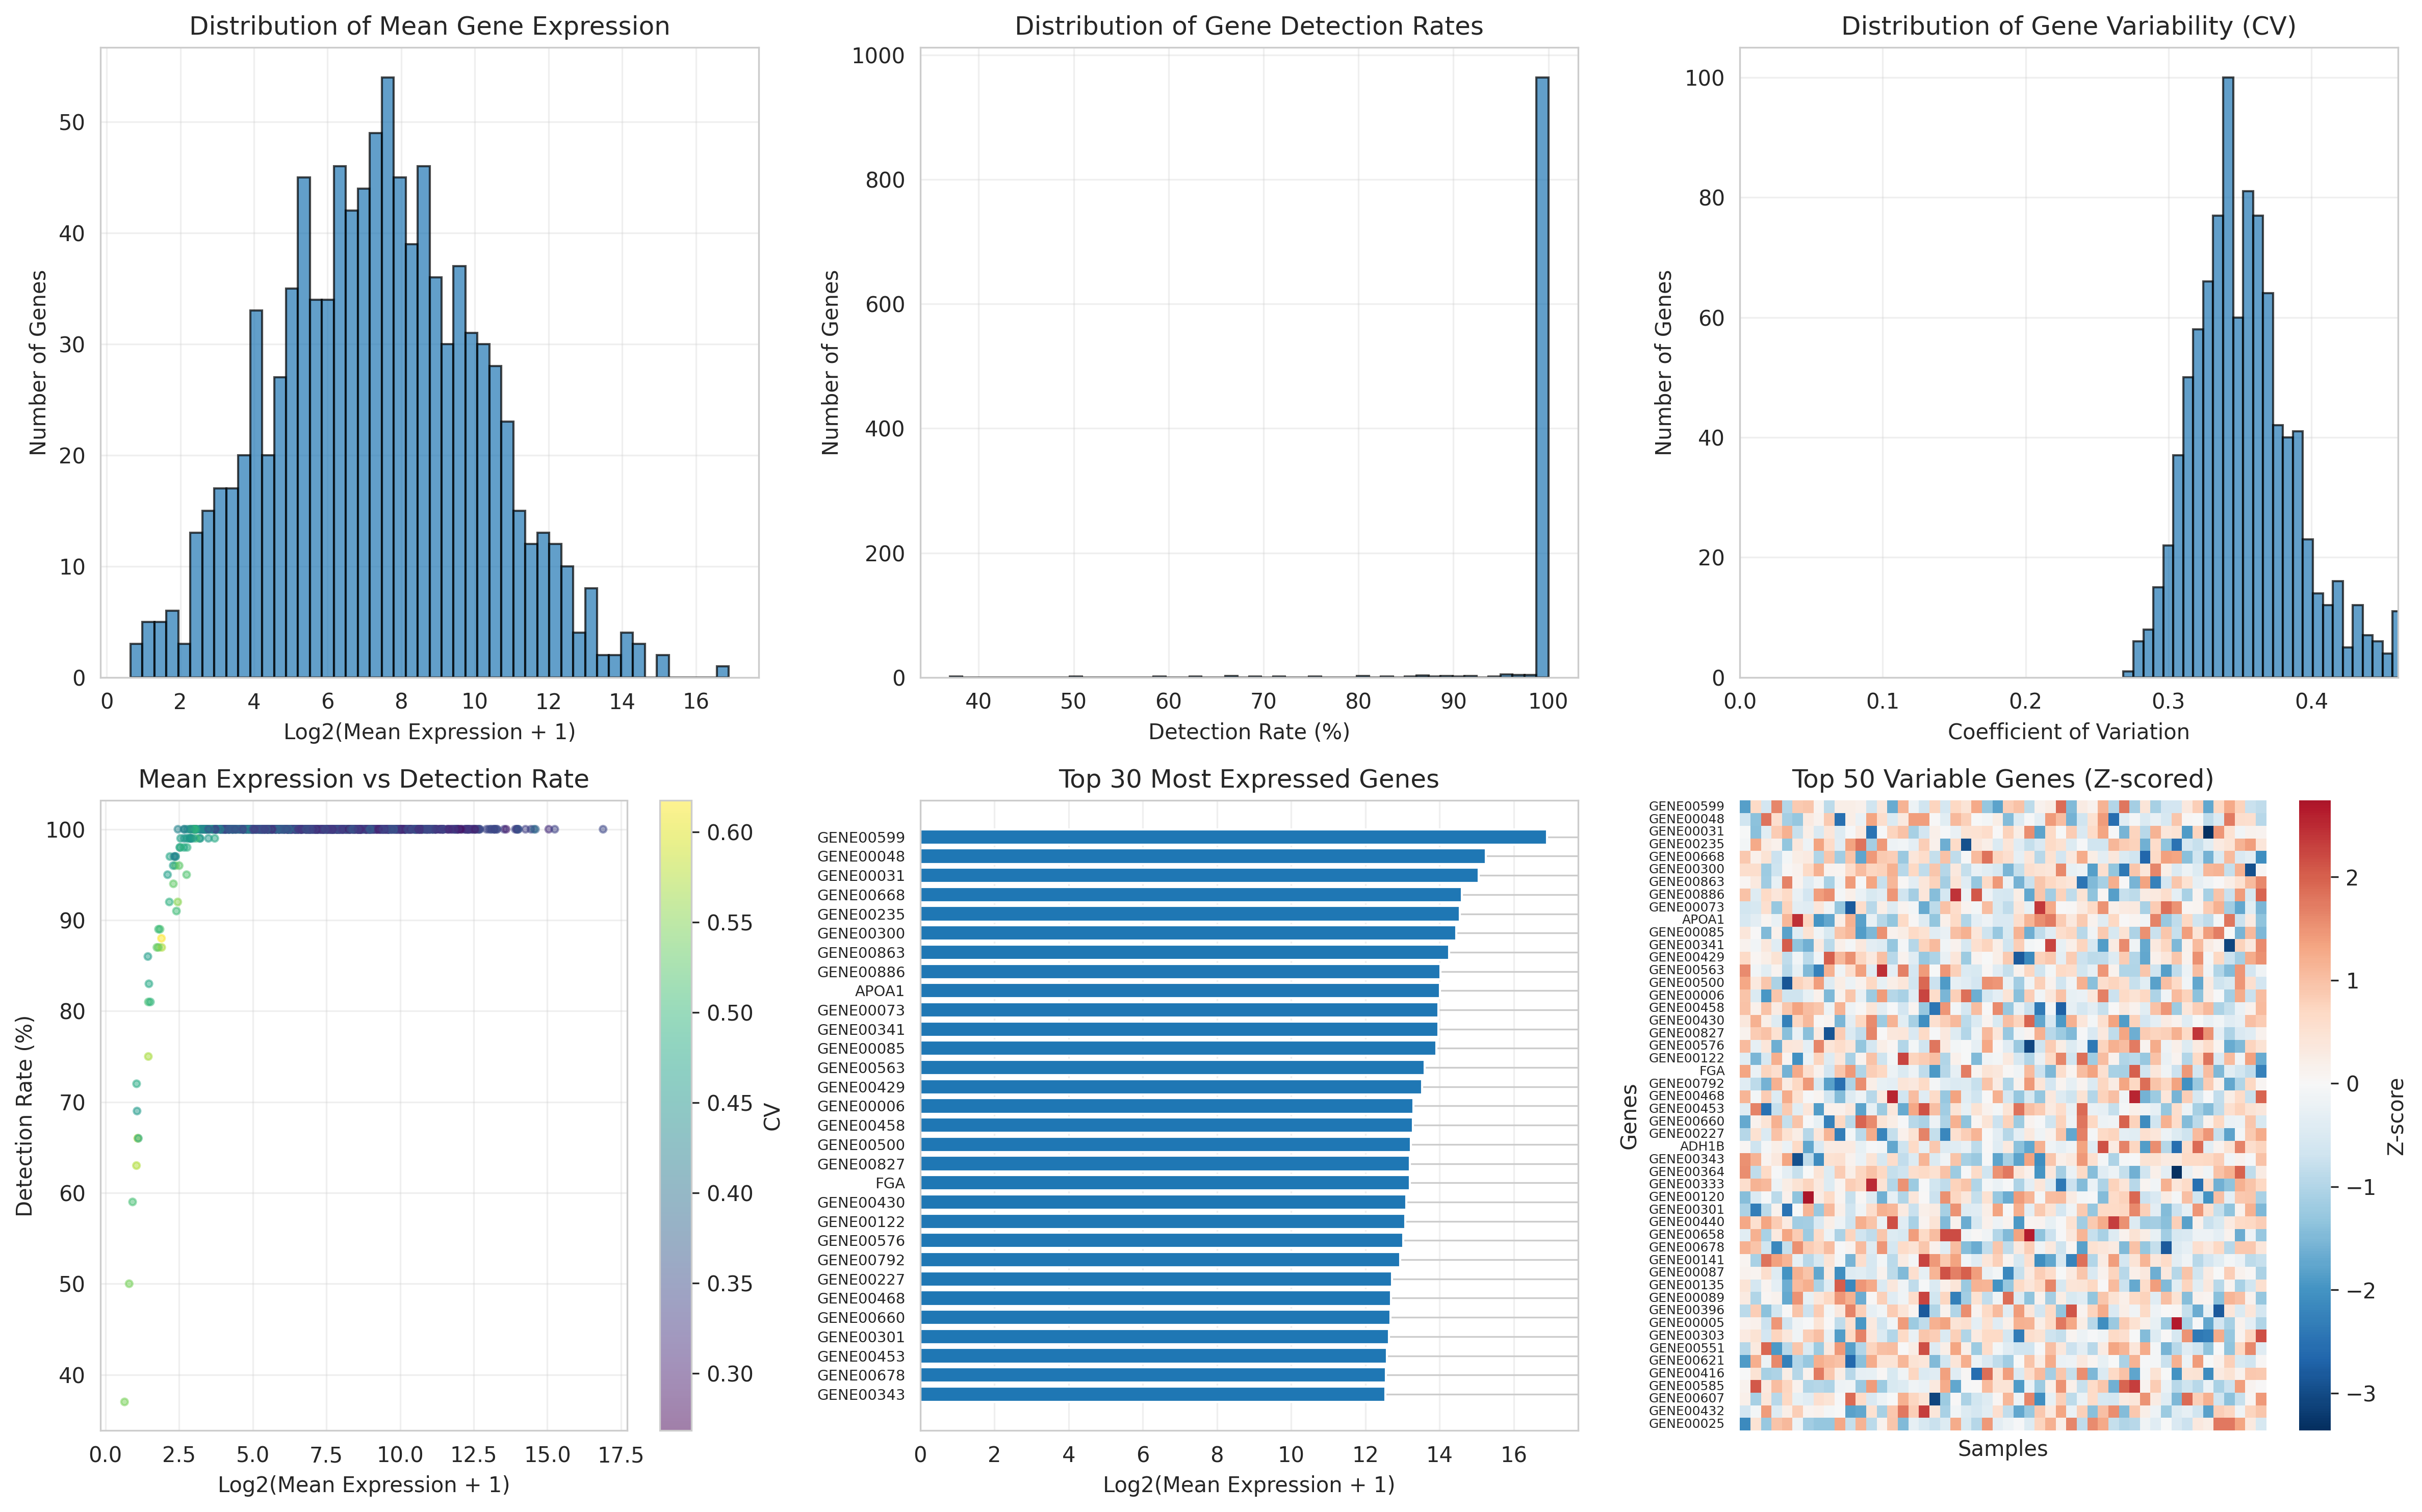 Distribution of Mean Gene Expression
Number of Genes
50
40
30
20
10
0
0 2 4 6 8 10 12 14 16
Log2(Mean Expression + 1)
Distribution of Gene Detection Rates
Number of Genes
1000
800
600
400
200
0
40 50 60 70 80 90 100
Detection Rate (%)
Distribution of Gene Variability (CV)
Number of Genes
100
80
60
40
20
0
0.0 0.1 0.2 0.3 0.4
Coefficient of Variation
Mean Expression vs Detection Rate
Detection Rate (%)
100
90
80
70
60
50
40
0.0 2.5 5.0 7.5 10.0 12.5 15.0 17.5
Log2(Mean Expression + 1)
0.60
0.55
0.50
0.45
0.40
0.35
0.30
CV
Top 30 Most Expressed Genes
GENE00599
GENE00048
GENE00031
GENE00668
GENE00235
GENE00300
GENE00863
GENE00886
APOA1
GENE00073
GENE00341
GENE00085
GENE00563
GENE00429
GENE00006
GENE00458
GENE00500
GENE00827
FGA
GENE00430
GENE00122
GENE00576
GENE00792
GENE00227
GENE00468
GENE00660
GENE00301
GENE00453
GENE00678
GENE00343
0 2 4 6 8 10 12 14 16
Log2(Mean Expression + 1)
Top 50 Variable Genes (Z-scored)
Genes
GENE00599
GENE00048
GENE00031
GENE00235
GENE00668
GENE00300
GENE00863
GENE00886
GENE00073
APOA1
GENE00085
GENE00341
GENE00429
GENE00563
GENE00500
GENE00006
GENE00458
GENE00430
GENE00827
GENE00576
GENE00122
FGA
GENE00792
GENE00468
GENE00453
GENE00660
GENE00227
ADH1B
GENE00343
GENE00364
GENE00333
GENE00120
GENE00301
GENE00440
GENE00658
GENE00678
GENE00141
GENE00087
GENE00135
GENE00089
GENE00396
GENE00005
GENE00303
GENE00551
GENE00621
GENE00416
GENE00585
GENE00607
GENE00432
GENE00025
Samples
2
1
0
−1
−2
−3
Z-score